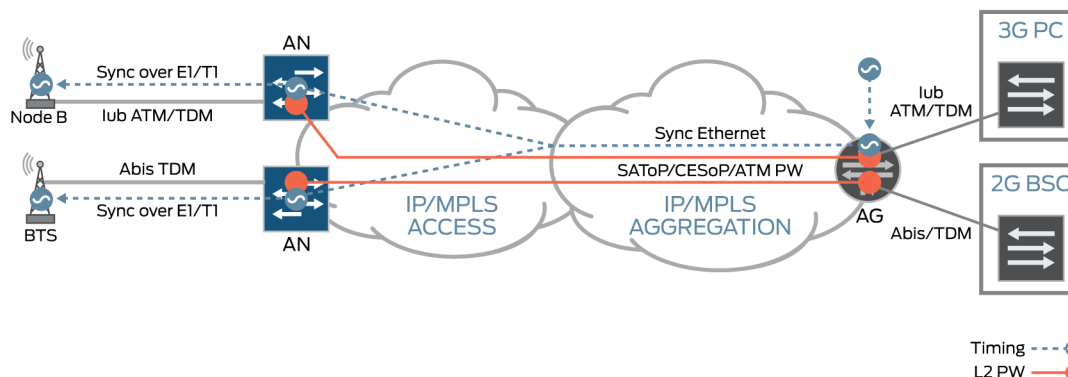 AN
3G PC
Sync over E1/T1
Iub
ATM/TDM
Node B
Iub ATM/TDM
Sync Ethernet
Abis TDM
SAToP/CESoP/ATM PW
2G BSC
IP/MPLS
ACCESS
IP/MPLS
AGGREGATION
AG
Sync over E1/T1
BTS
AN
Abis/TDM
Timing
L2 PW